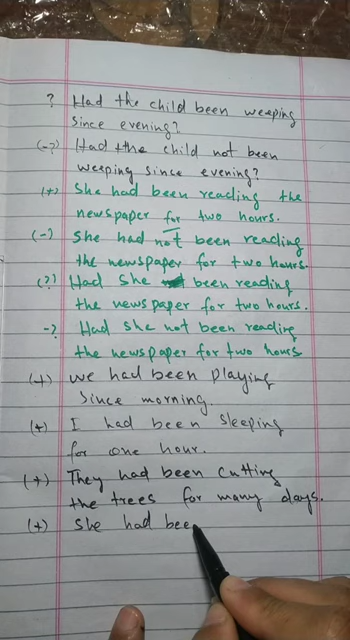 ? Had the child been weeping
since evening?
(-?) Had the child not been
weeping since evening?
(+) She had been reading the
newspaper for two hours.
(-) She had not been reading
the newspaper for two hours.
(?) Had she been reading
the newspaper for two hours.
-? Had she not been reading
the newspaper for two hours
(+) we had been playing
since morning.
(+) I had been sleeping
for one hour.
(+) They had been cutting
the trees for many days.
(+) she had bee